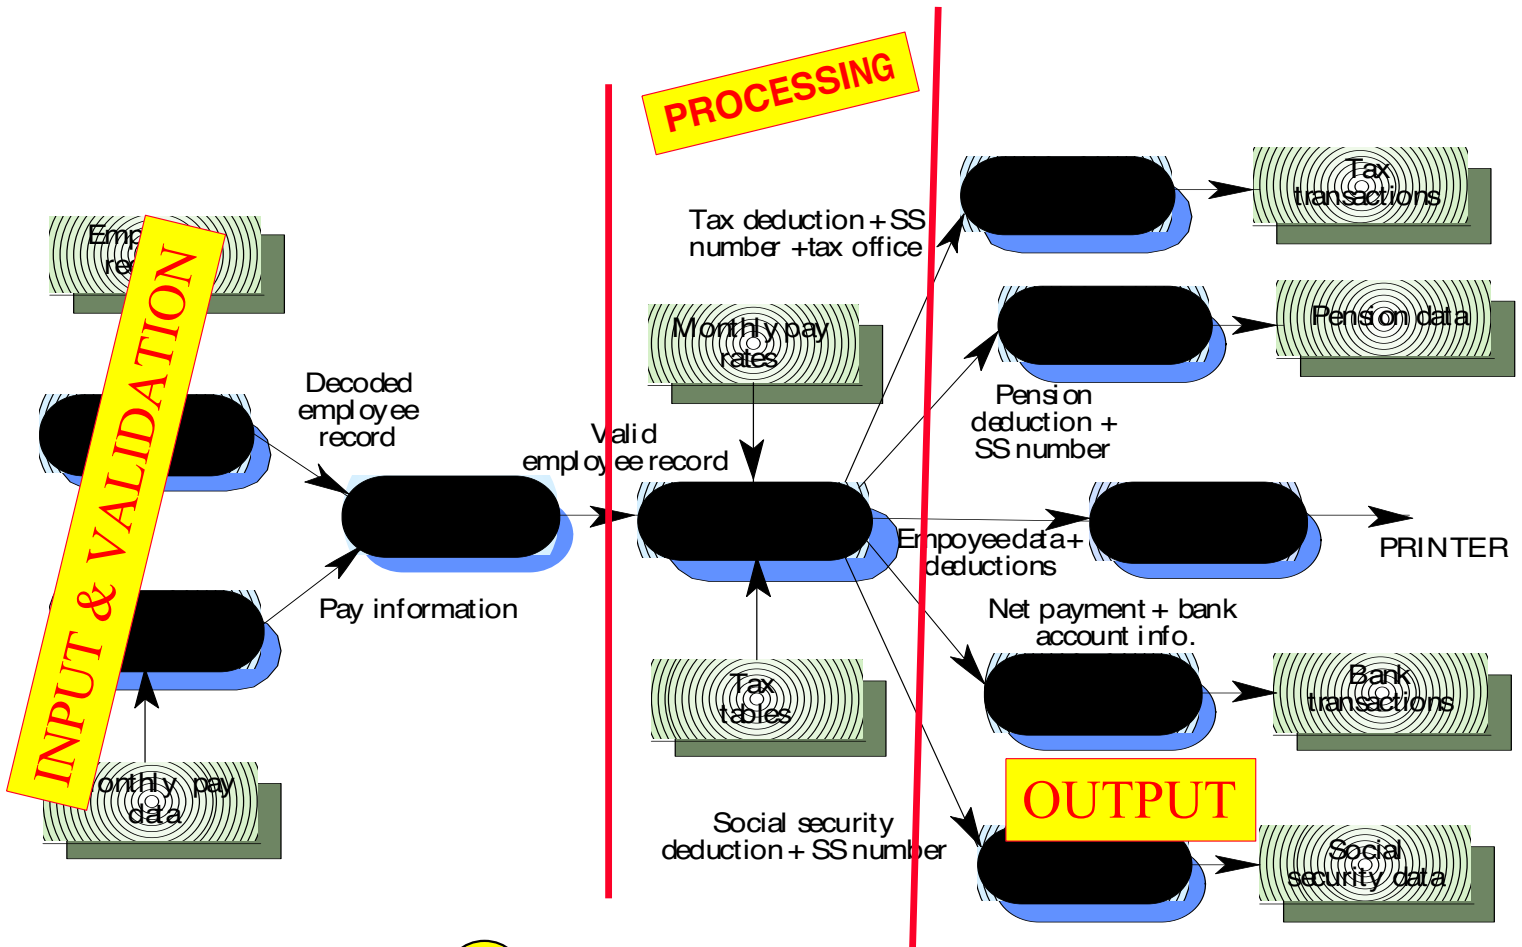 PROCESSING
INPUT & VALIDATION
Decoded
employee
record
Pay information
onthly pay
data
Valid
employee record
Monthly pay
rates
Tax
tables
Tax deduction + SS
number +tax office
Pension
deduction +
SS number
Empoyee data +
deductions
Net payment + bank
account info.
Social security
deduction + SS number
Tax
transactions
Pension data
PRINTER
Bank
transactions
OUTPUT
Social
security data